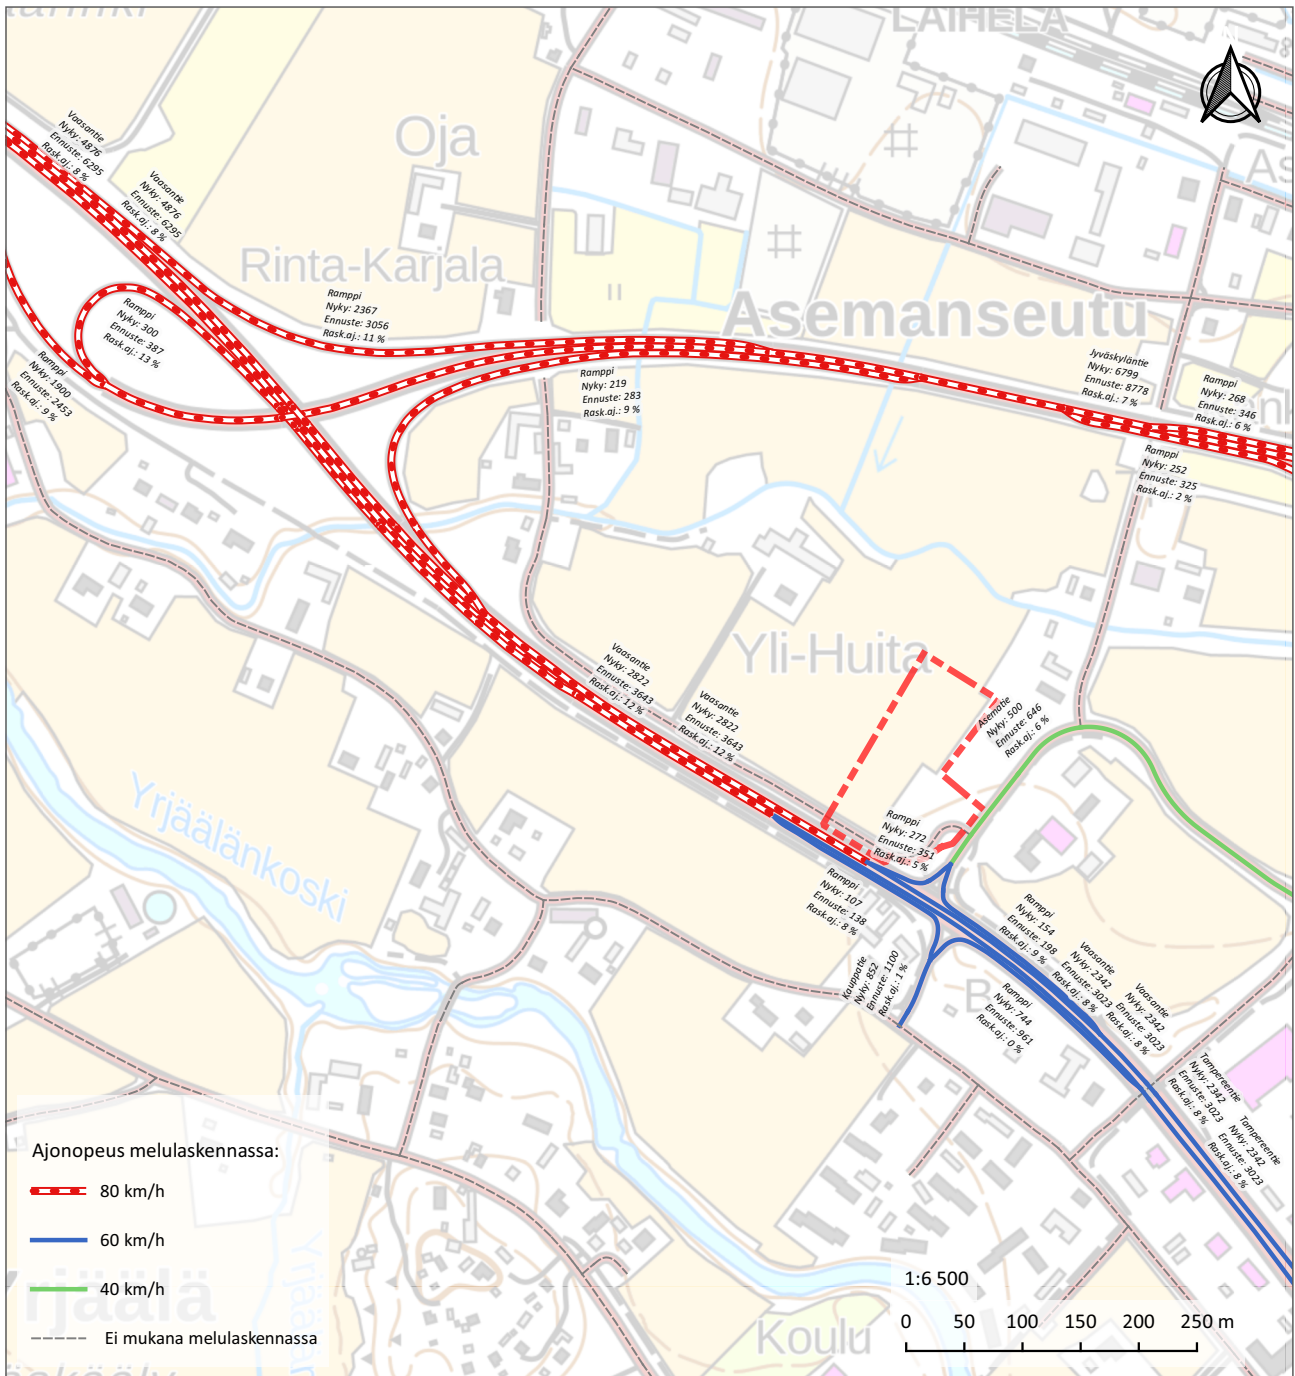 LAIHELA
Oja
Rinta-Karjala
Asemanseutu
Yli-Huita
Yrjäälänkoski
Koulu
Vaasantie
Nyky: 4876
Ennuste: 6295
Rask.aj.: 8 %
Vaasantie
Nyky: 4876
Ennuste: 6295
Rask.aj.: 8 %
Ramppi
Nyky: 2367
Ennuste: 3056
Rask.aj.: 11 %
Ramppi
Nyky: 300
Ennuste: 387
Rask.aj.: 13 %
Ramppi
Nyky: 1900
Ennuste: 2453
Rask.aj.: 9 %
Ramppi
Nyky: 219
Ennuste: 283
Rask.aj.: 9 %
Jyväskyläntie
Nyky: 6799
Ennuste: 8778
Rask.aj.: 7 %
Ramppi
Nyky: 268
Ennuste: 346
Rask.aj.: 6 %
Ramppi
Nyky: 252
Ennuste: 325
Rask.aj.: 2 %
Vaasantie
Nyky: 2822
Ennuste: 3643
Rask.aj.: 12 %
Vaasantie
Nyky: 2822
Ennuste: 3643
Rask.aj.: 12 %
Asematie
Nyky: 500
Ennuste: 646
Rask.aj.: 6 %
Ramppi
Nyky: 272
Ennuste: 351
Rask.aj.: 5 %
Ramppi
Nyky: 107
Ennuste: 138
Rask.aj.: 8 %
Ramppi
Nyky: 154
Ennuste: 198
Rask.aj.: 9 %
Vaasantie
Nyky: 2342
Ennuste: 3023
Rask.aj.: 8 %
Vaasantie
Nyky: 2342
Ennuste: 3023
Rask.aj.: 8 %
Kauppatie
Nyky: 852
Ennuste: 1100
Rask.aj.: 1 %
Ramppi
Nyky: 744
Ennuste: 961
Rask.aj.: 0 %
Tampereentie
Nyky: 2342
Ennuste: 3023
Rask.aj.: 8 %
Tampereentie
Nyky: 2342
Ennuste: 3023
Rask.aj.: 8 %
Ajonopeus melulaskennassa:
80 km/h
60 km/h
40 km/h
Ei mukana melulaskennassa
1:6 500
0 50 100 150 200 250 m